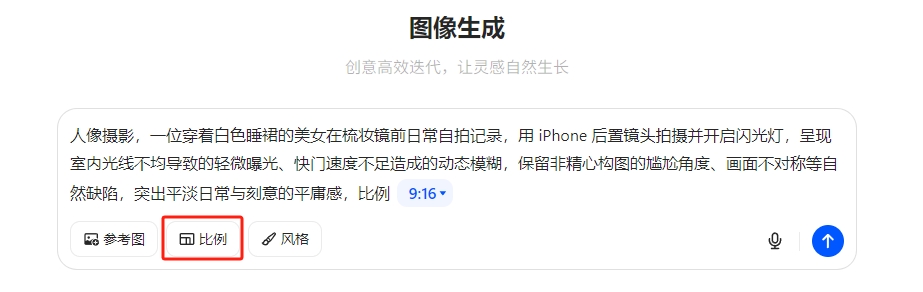 图像生成
创意高效迭代，让灵感自然生长
人像摄影，一位穿着白色睡裙的美女在梳妆镜前日常自拍记录，用 iPhone 后置镜头拍摄并开启闪光灯，呈现
室内光线不均导致的轻微曝光、快门速度不足造成的动态模糊，保留非精心构图的尴尬角度、画面不对称等自
然缺陷，突出平淡日常与刻意的平庸感，比例 9:16
参考图 比例 风格